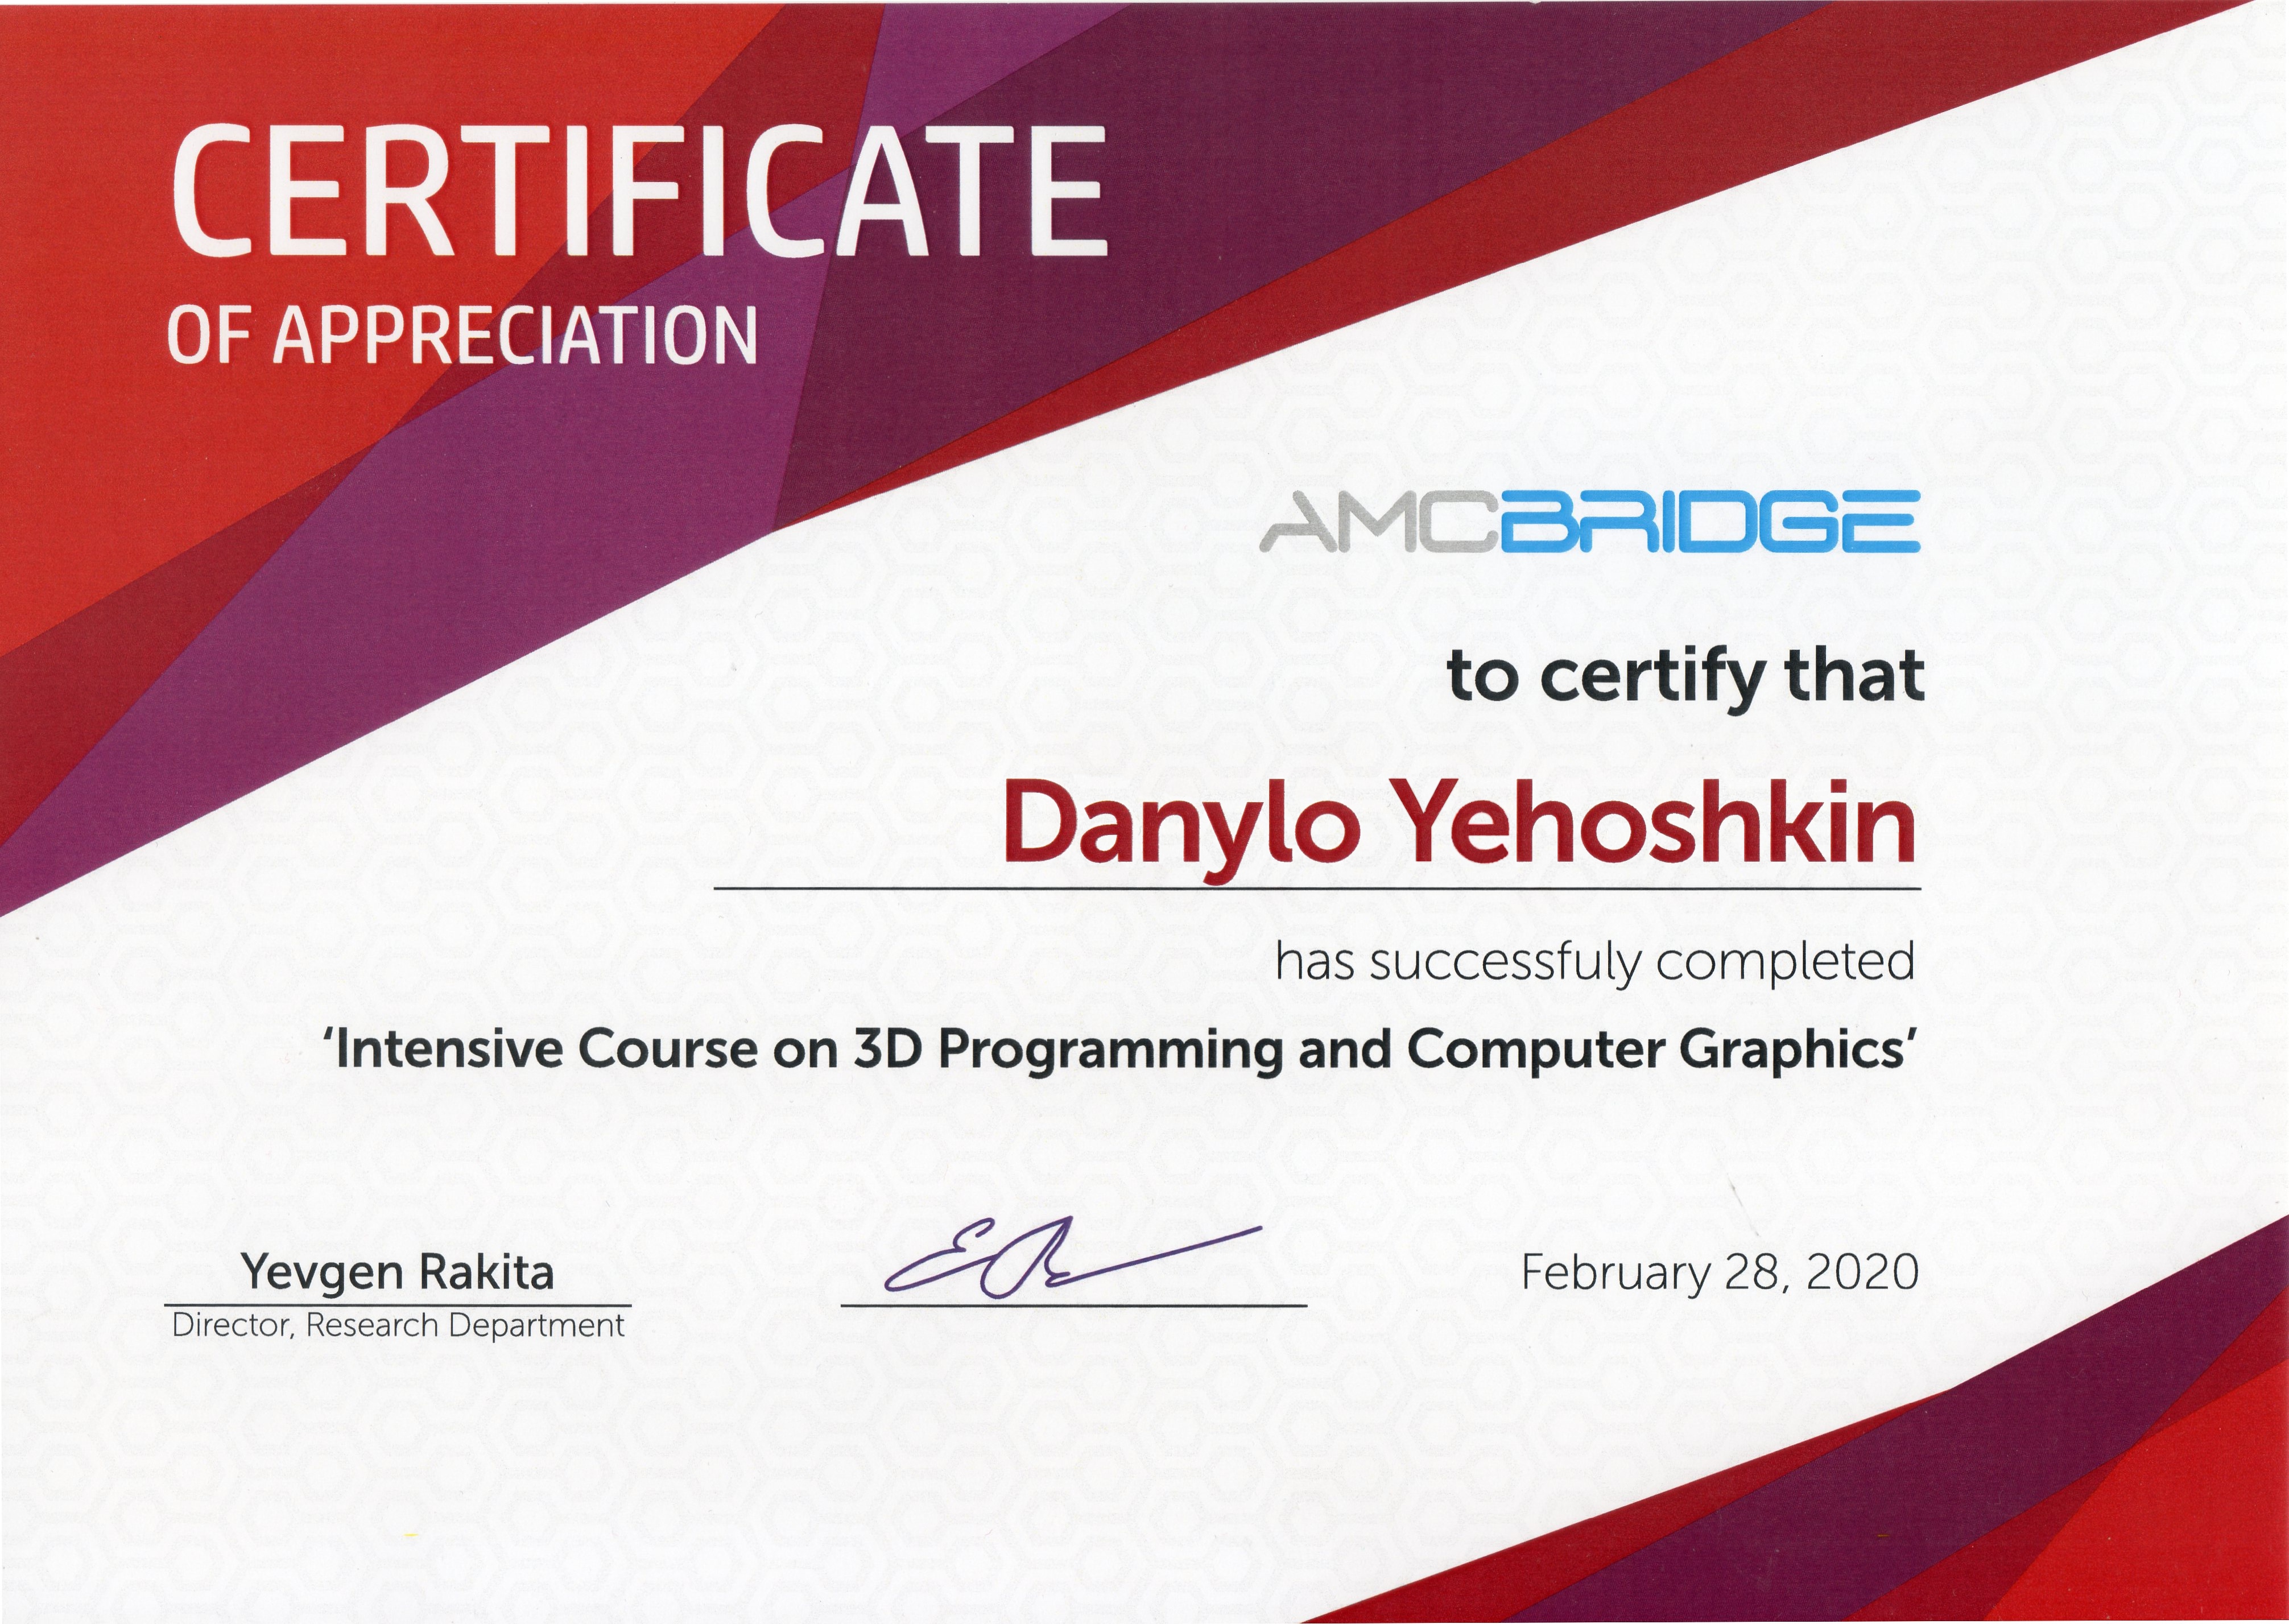 CERTIFICATE
OF APPRECIATION
AMCBRIDGE
to certify that
Danylo Yehoshkin
has successfuly completed
‘Intensive Course on 3D Programming and Computer Graphics’
Yevgen Rakita
Director, Research Department
February 28, 2020